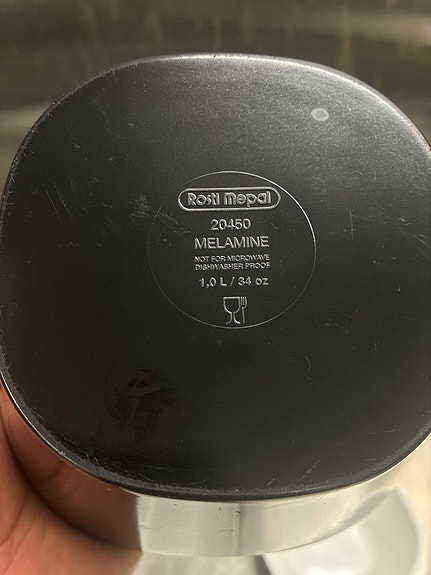 Rosti Mepal
20450
MELAMINE
NOT FOR MICROWAVE
DISHWASHER PROOF
1,0 L / 34 oz